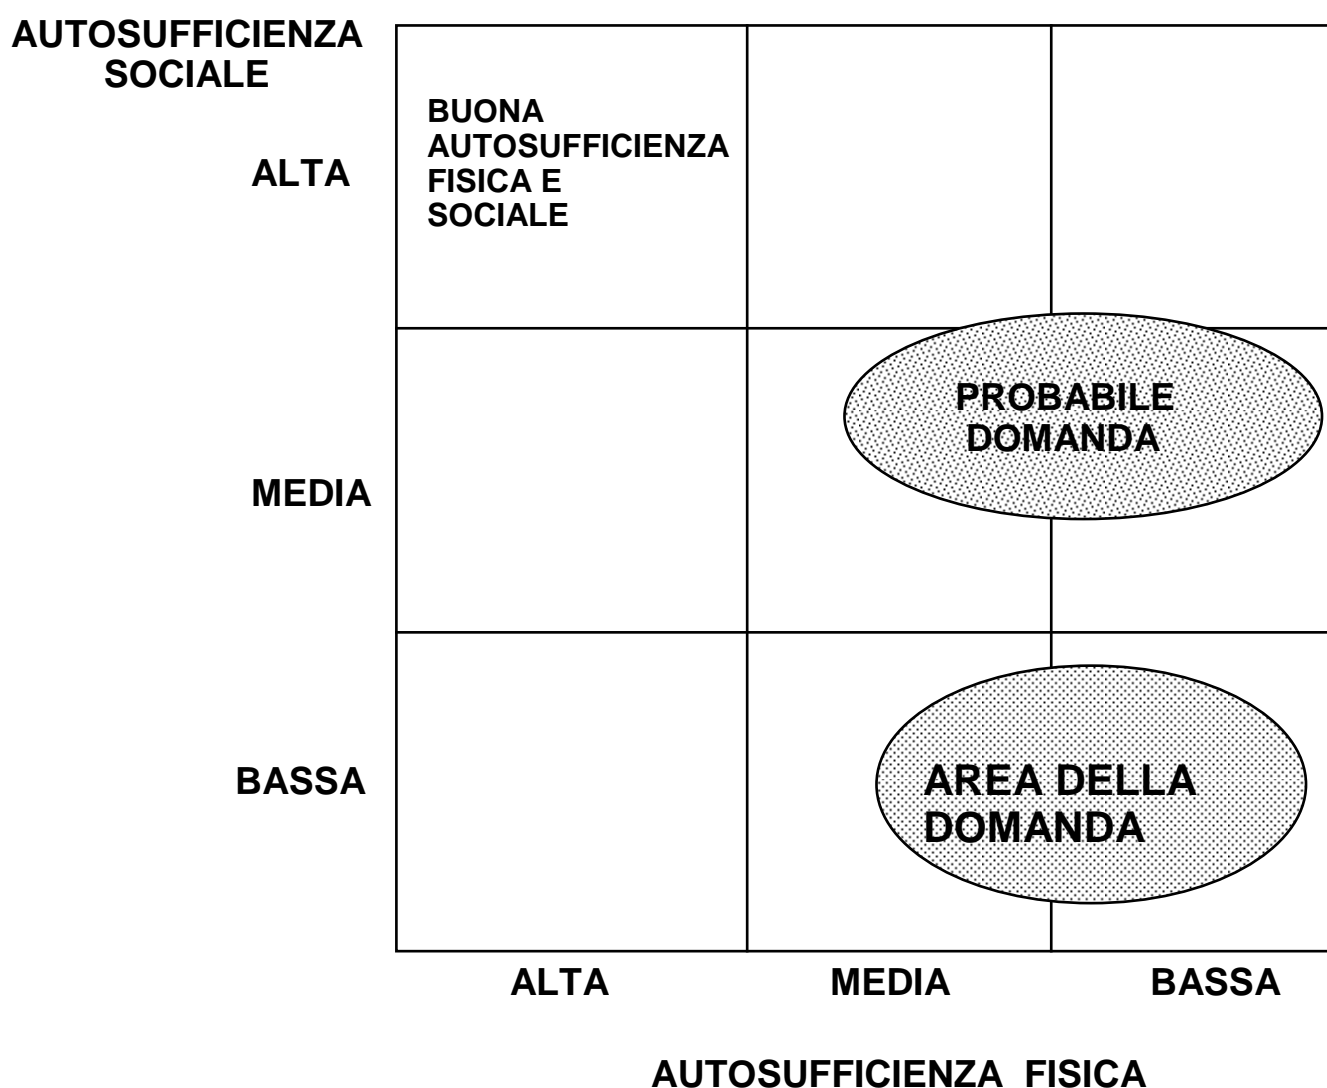 AUTOSUFFICIENZA
SOCIALE
BUONA
AUTOSUFFICIENZA
FISICA E
SOCIALE
ALTA
PROBABILE
DOMANDA
MEDIA
AREA DELLA
DOMANDA
BASSA
ALTA MEDIA BASSA
AUTOSUFFICIENZA FISICA